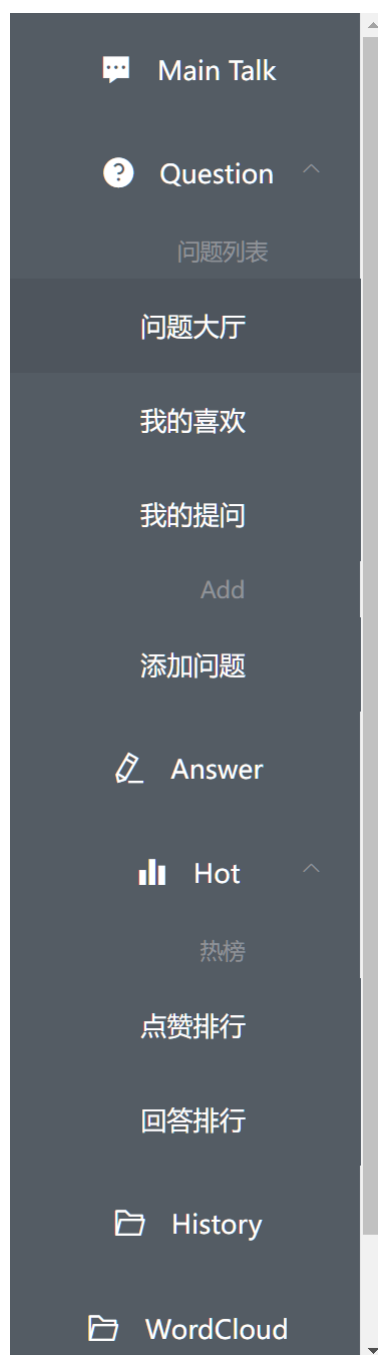 Main Talk
Question
问题列表
问题大厅
我的喜欢
我的提问
Add
添加问题
Answer
Hot
热榜
点赞排行
回答排行
History
WordCloud